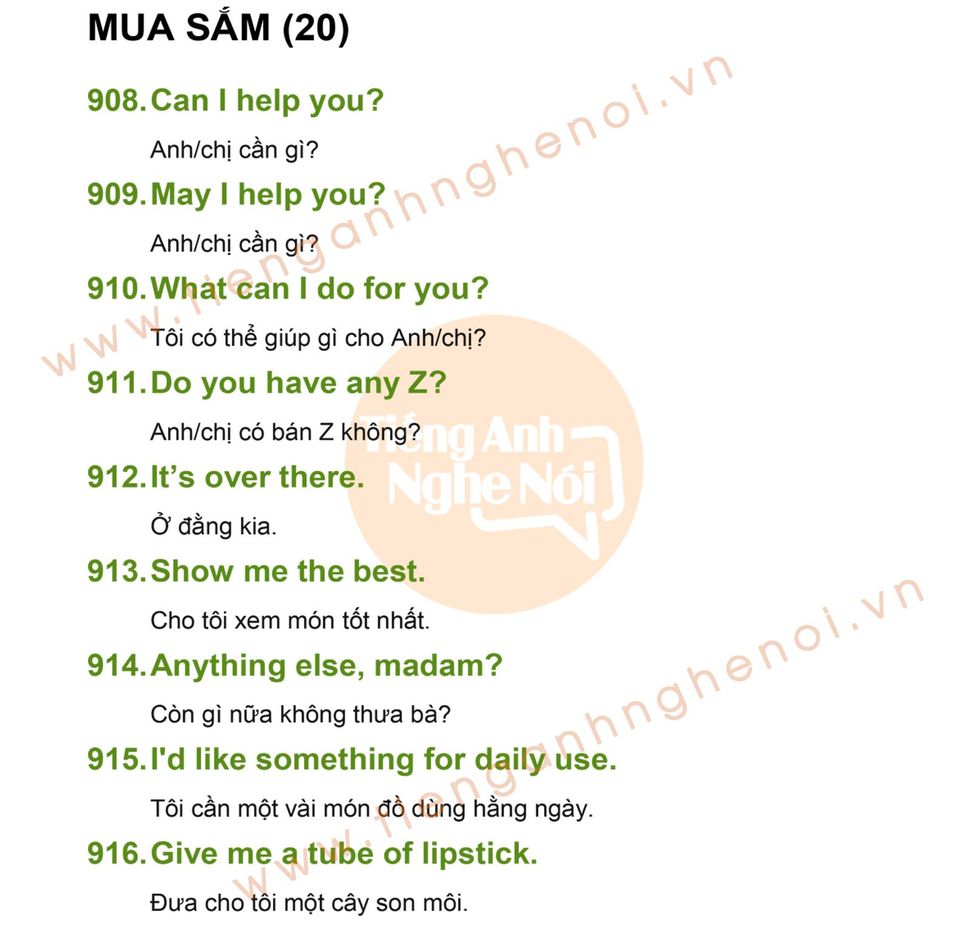 MUA SẮM (20)
908. Can I help you?
Anh/chị cần gì?
909. May I help you?
Anh/chị cần gì?
910. What can I do for you?
Tôi có thể giúp gì cho Anh/chị?
911. Do you have any Z?
Anh/chị có bán Z không?
912. It’s over there.
Ở đằng kia.
913. Show me the best.
Cho tôi xem món tốt nhất.
914. Anything else, madam?
Còn gì nữa không thưa bà?
915. I'd like something for daily use.
Tôi cần một vài món đồ dùng hằng ngày.
916. Give me a tube of lipstick.
Đưa cho tôi một cây son môi.
www.tienganhnghenoi.vn
Tiếng Anh
Nghe Nói
www.tienganhnghenoi.vn